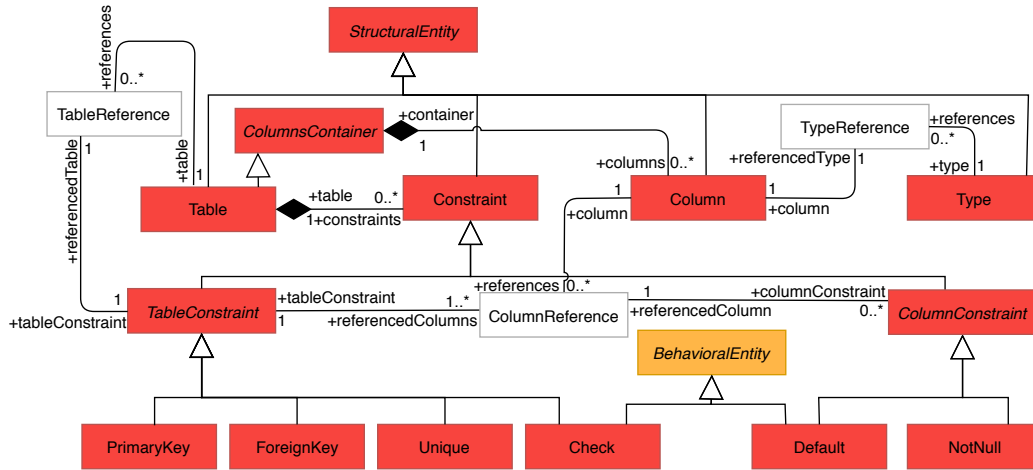 StructuralEntity
+references
0..*
TableReference
1
+referencedTable
+table
1
ColumnsContainer
+container
1
+columns
0..*
TypeReference
+references
0..*
+referencedType
1
+type
1
Table
+table
0..*
1
+constraints
Constraint
1
+column
Column
1
+column
Type
1
+tableConstraint
TableConstraint
+tableConstraint
1
1..*
+referencedColumns
+references
0..*
ColumnReference
1
+referencedColumn
+columnConstraint
0..*
ColumnConstraint
BehavioralEntity
PrimaryKey
ForeignKey
Unique
Check
Default
NotNull